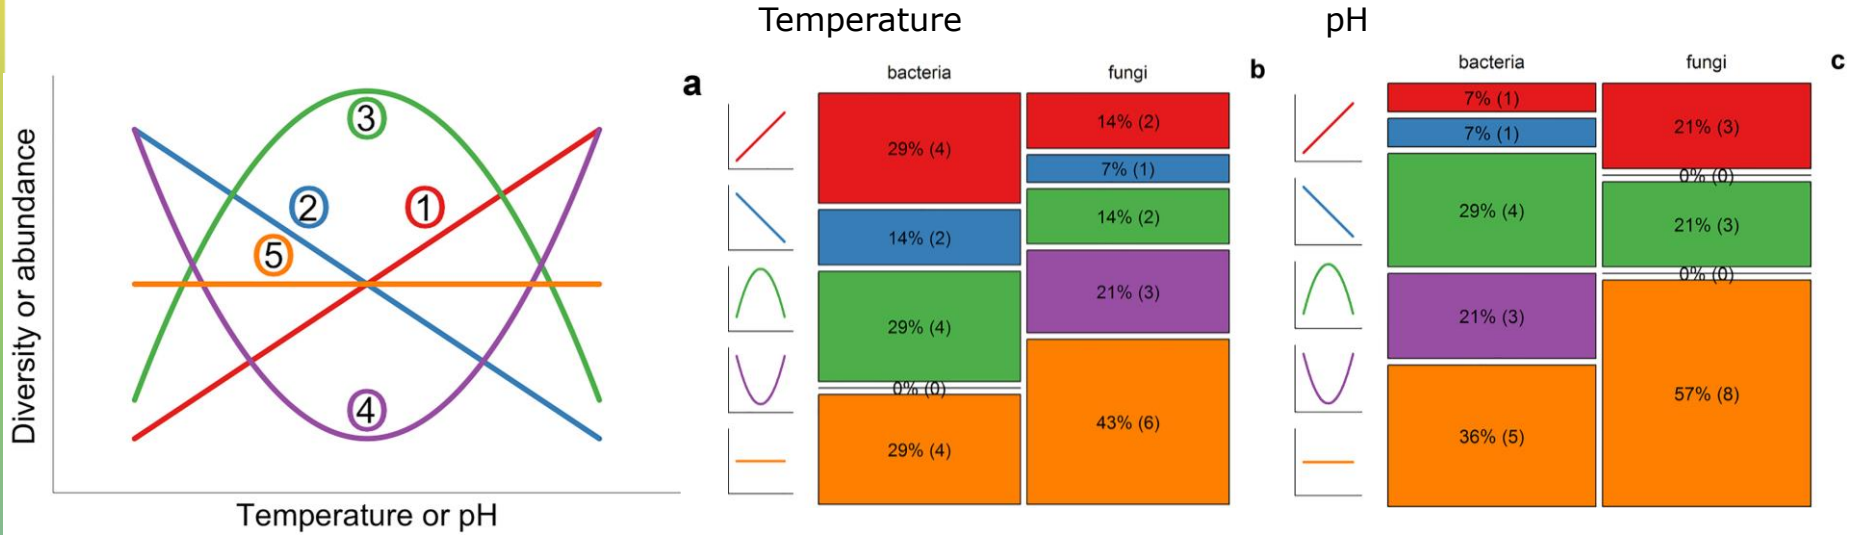 Temperature
pH
Diversity or abundance
3
2
1
5
4
Temperature or pH
a
bacteria
fungi
29% (4)
14% (2)
29% (4)
0% (0)
29% (4)
14% (2)
7% (1)
14% (2)
21% (3)
43% (6)
b
bacteria
fungi
7% (1)
7% (1)
29% (4)
21% (3)
36% (5)
21% (3)
0% (0)
21% (3)
0% (0)
57% (8)
c